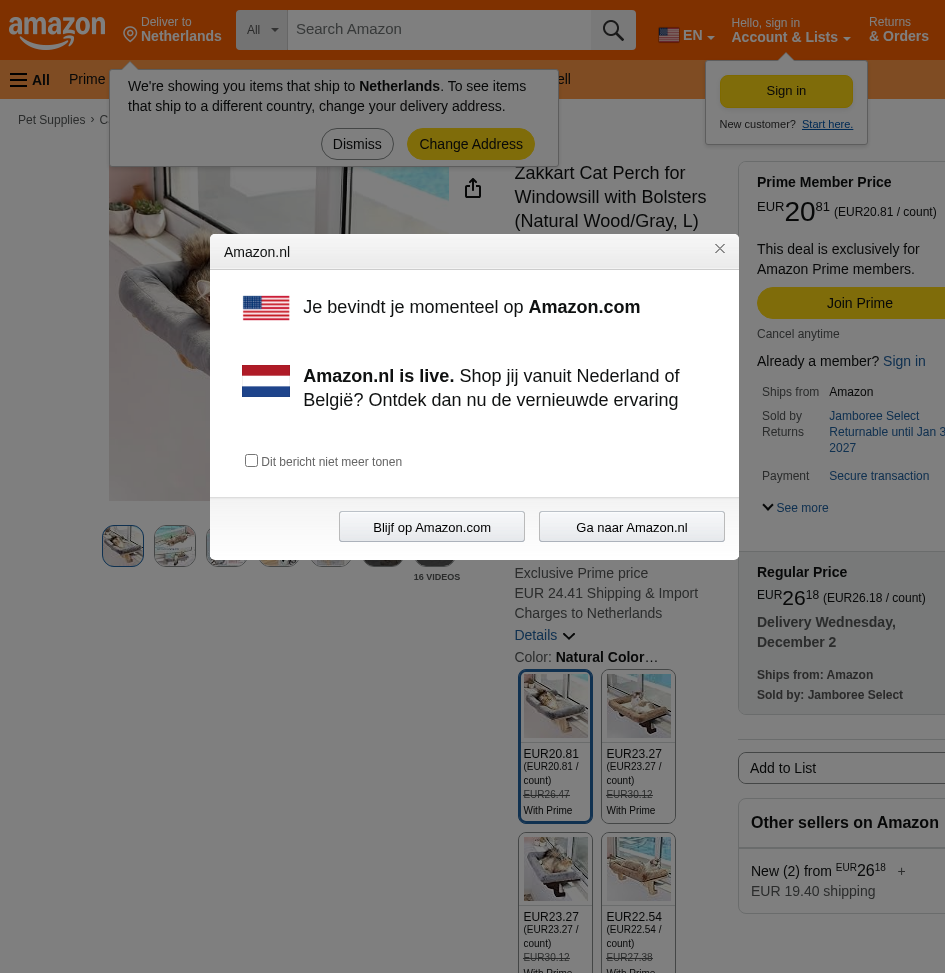 amazon
Deliver to
Netherlands
All
Search Amazon
EN
Hello, sign in
Account & Lists
Returns
& Orders
All
Prime
ell
We're showing you items that ship to Netherlands. To see items
that ship to a different country, change your delivery address.
Dismiss
Change Address
Sign in
New customer? Start here.
Pet Supplies › C
Zakkart Cat Perch for
Windowsill with Bolsters
(Natural Wood/Gray, L)
Amazon.nl
Je bevindt je momenteel op Amazon.com
Amazon.nl is live. Shop jij vanuit Nederland of
België? Ontdek dan nu de vernieuwde ervaring
Dit bericht niet meer tonen
Blijf op Amazon.com
Ga naar Amazon.nl
16 VIDEOS
Exclusive Prime price
EUR 24.41 Shipping & Import
Charges to Netherlands
Details
Color: Natural Color…
EUR20.81
(EUR20.81 /
count)
EUR26.47
With Prime
EUR23.27
(EUR23.27 /
count)
EUR30.12
With Prime
EUR23.27
(EUR23.27 /
count)
EUR30.12
With Prime
EUR22.54
(EUR22.54 /
count)
EUR27.38
With Prime
Prime Member Price
EUR2081 (EUR20.81 / count)
This deal is exclusively for
Amazon Prime members.
Join Prime
Cancel anytime
Already a member? Sign in
Ships from Amazon
Sold by Jamboree Select
Returns Returnable until Jan 3
2027
Payment Secure transaction
See more
Regular Price
EUR2618 (EUR26.18 / count)
Delivery Wednesday,
December 2
Ships from: Amazon
Sold by: Jamboree Select
Add to List
Other sellers on Amazon
New (2) from EUR2618 +
EUR 19.40 shipping